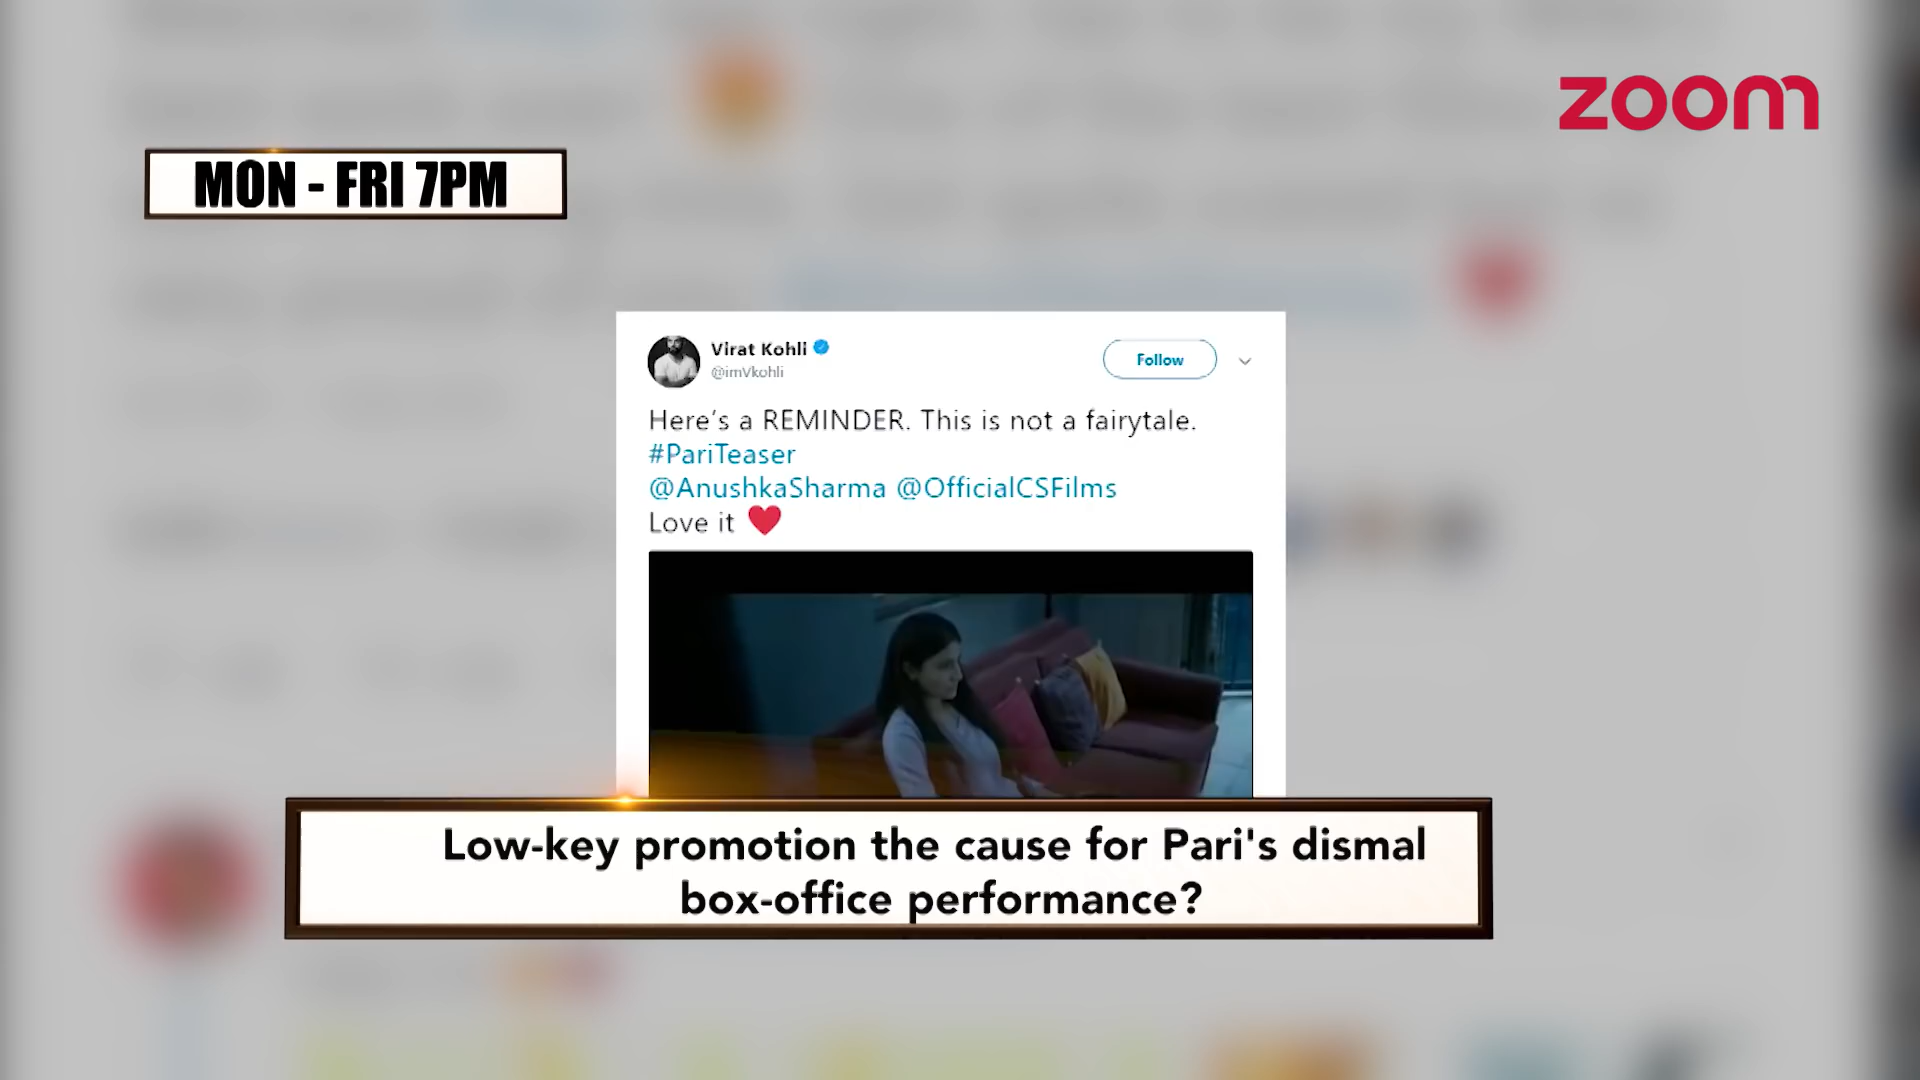 zoom
MON - FRI 7PM
Virat Kohli
@imVkohli
Follow
Here's a REMINDER. This is not a fairytale.
#PariTeaser
@AnushkaSharma @OfficialCSFilms
Love it
Low-key promotion the cause for Pari's dismal
box-office performance?